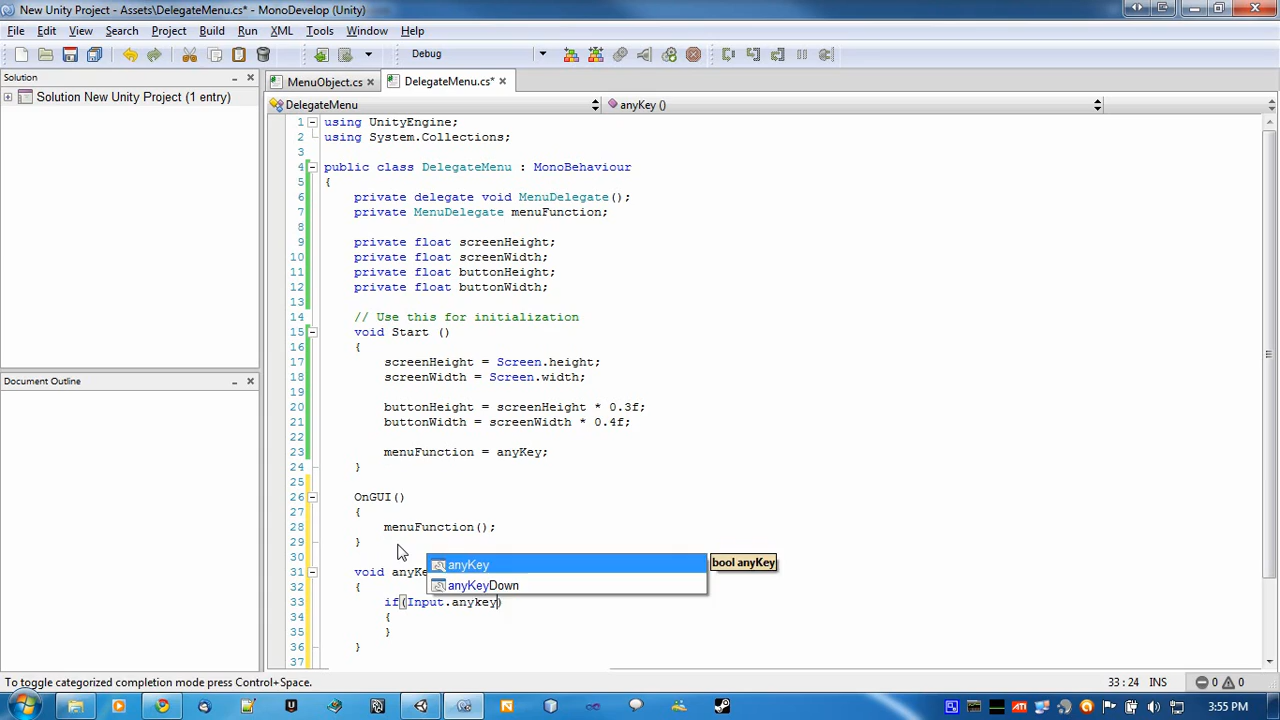 New Unity Project - Assets\DelegateMenu.cs* - MonoDevelop (Unity)
File Edit View Search Project Build Run XML Tools Window Help
Debug
Solution
Solution New Unity Project (1 entry)
Document Outline
MenuObject.cs
DelegateMenu.cs*
DelegateMenu
anyKey ()
1 using UnityEngine;
2 using System.Collections;
3
4 public class DelegateMenu : MonoBehaviour
5 {
6 private delegate void MenuDelegate();
7 private MenuDelegate menuFunction;
8
9 private float screenHeight;
10 private float screenWidth;
11 private float buttonHeight;
12 private float buttonWidth;
13
14 // Use this for initialization
15 void Start ()
16 {
17 screenHeight = Screen.height;
18 screenWidth = Screen.width;
19
20 buttonHeight = screenHeight * 0.3f;
21 buttonWidth = screenWidth * 0.4f;
22
23 menuFunction = anyKey;
24 }
25
26 OnGUI()
27 {
28 menuFunction();
29 }
30
31 void anyKe
32 {
33 if(Input.anykey)
34 {
35 }
36 }
37
anyKey
anyKeyDown
bool anyKey
To toggle categorized completion mode press Control+Space.
33 : 24 INS
0 0
3:55 PM